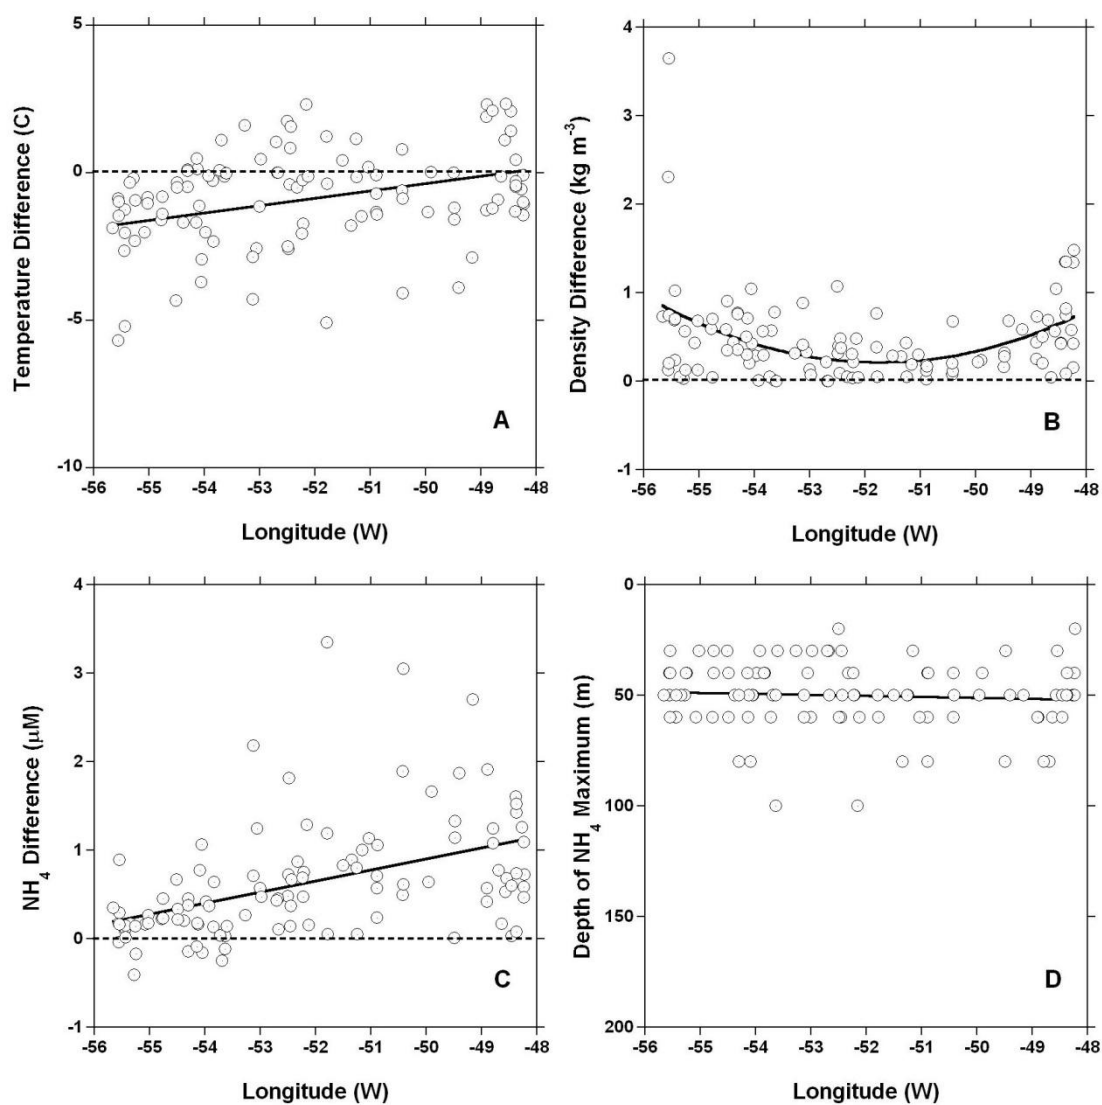 5
0
-5
-10
Temperature Difference (C)
A
-56 -55 -54 -53 -52 -51 -50 -49 -48
Longitude (W)
4
3
2
1
0
-1
Density Difference (kg m⁻³)
B
-56 -55 -54 -53 -52 -51 -50 -49 -48
Longitude (W)
4
3
2
1
0
-1
NH₄ Difference (μM)
C
-56 -55 -54 -53 -52 -51 -50 -49 -48
Longitude (W)
0
50
100
150
200
Depth of NH₄ Maximum (m)
D
-56 -55 -54 -53 -52 -51 -50 -49 -48
Longitude (W)